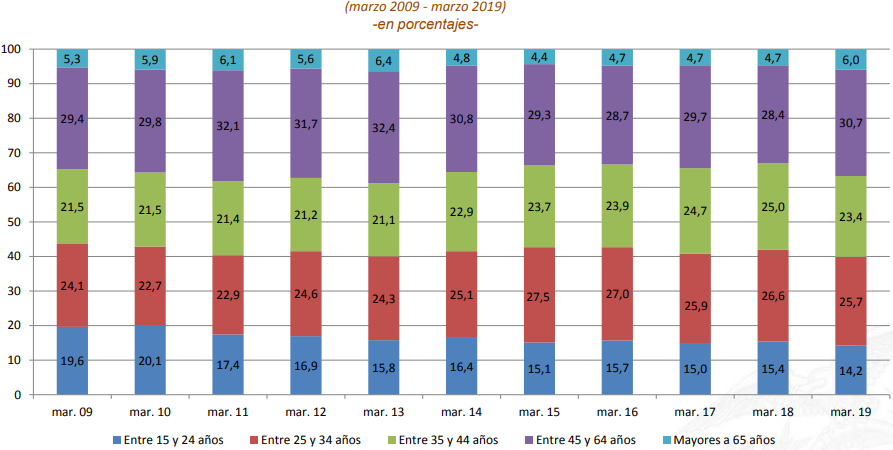 (marzo 2009 - marzo 2019)
-en porcentajes-
100
5,3 5,9 6,1 5,6 6,4 4,8 4,4 4,7 4,7 4,7 6,0
90
29,4 29,8 32,1 31,7 32,4 30,8 29,3 28,7 29,7 28,4 30,7
80
70
60
21,5 21,5 21,4 21,2 21,1 22,9 23,7 23,9 24,7 25,0 23,4
50
40
24,1 22,7 22,9 24,6 24,3 25,1 27,5 27,0 25,9 26,6 25,7
30
20
10
19,6 20,1 17,4 16,9 15,8 16,4 15,1 15,7 15,0 15,4 14,2
0
mar. 09 mar. 10 mar. 11 mar. 12 mar. 13 mar. 14 mar. 15 mar. 16 mar. 17 mar. 18 mar. 19
Entre 15 y 24 años Entre 25 y 34 años Entre 35 y 44 años Entre 45 y 64 años Mayores a 65 años